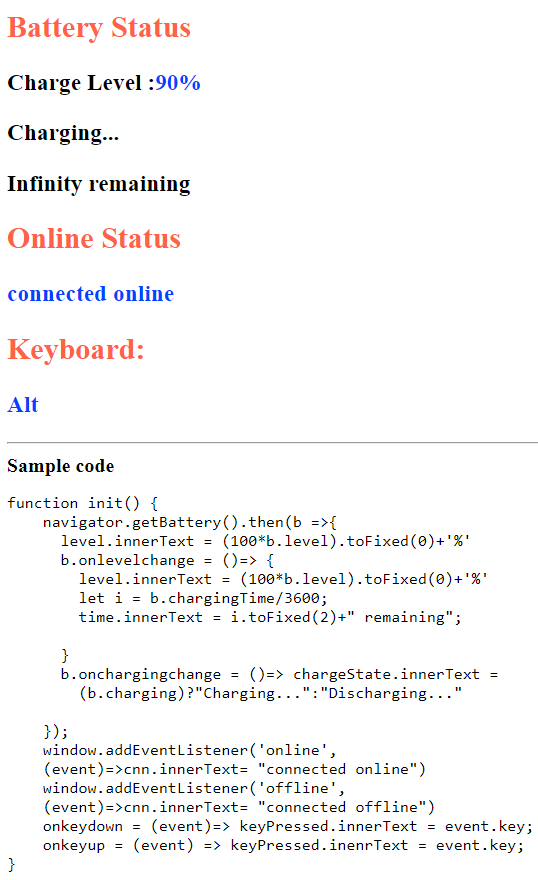 Battery Status
Charge Level :90%
Charging...
Infinity remaining
Online Status
connected online
Keyboard:
Alt
Sample code
function init() {
    navigator.getBattery().then(b =>{
      level.innerText = (100*b.level).toFixed(0)+'%'
      b.onlevelchange = ()=> {
        level.innerText = (100*b.level).toFixed(0)+'%'
        let i = b.chargingTime/3600;
        time.innerText = i.toFixed(2)+" remaining";
      }
      b.onchargingchange = ()=> chargeState.innerText =
        (b.charging)?"Charging...":"Discharging..."
    });
    window.addEventListener('online',
    (event)=>cnn.innerText= "connected online")
    window.addEventListener('offline',
    (event)=>cnn.innerText= "connected offline")
    onkeydown = (event)=> keyPressed.innerText = event.key;
    onkeyup = (event) => keyPressed.inenrText = event.key;
}